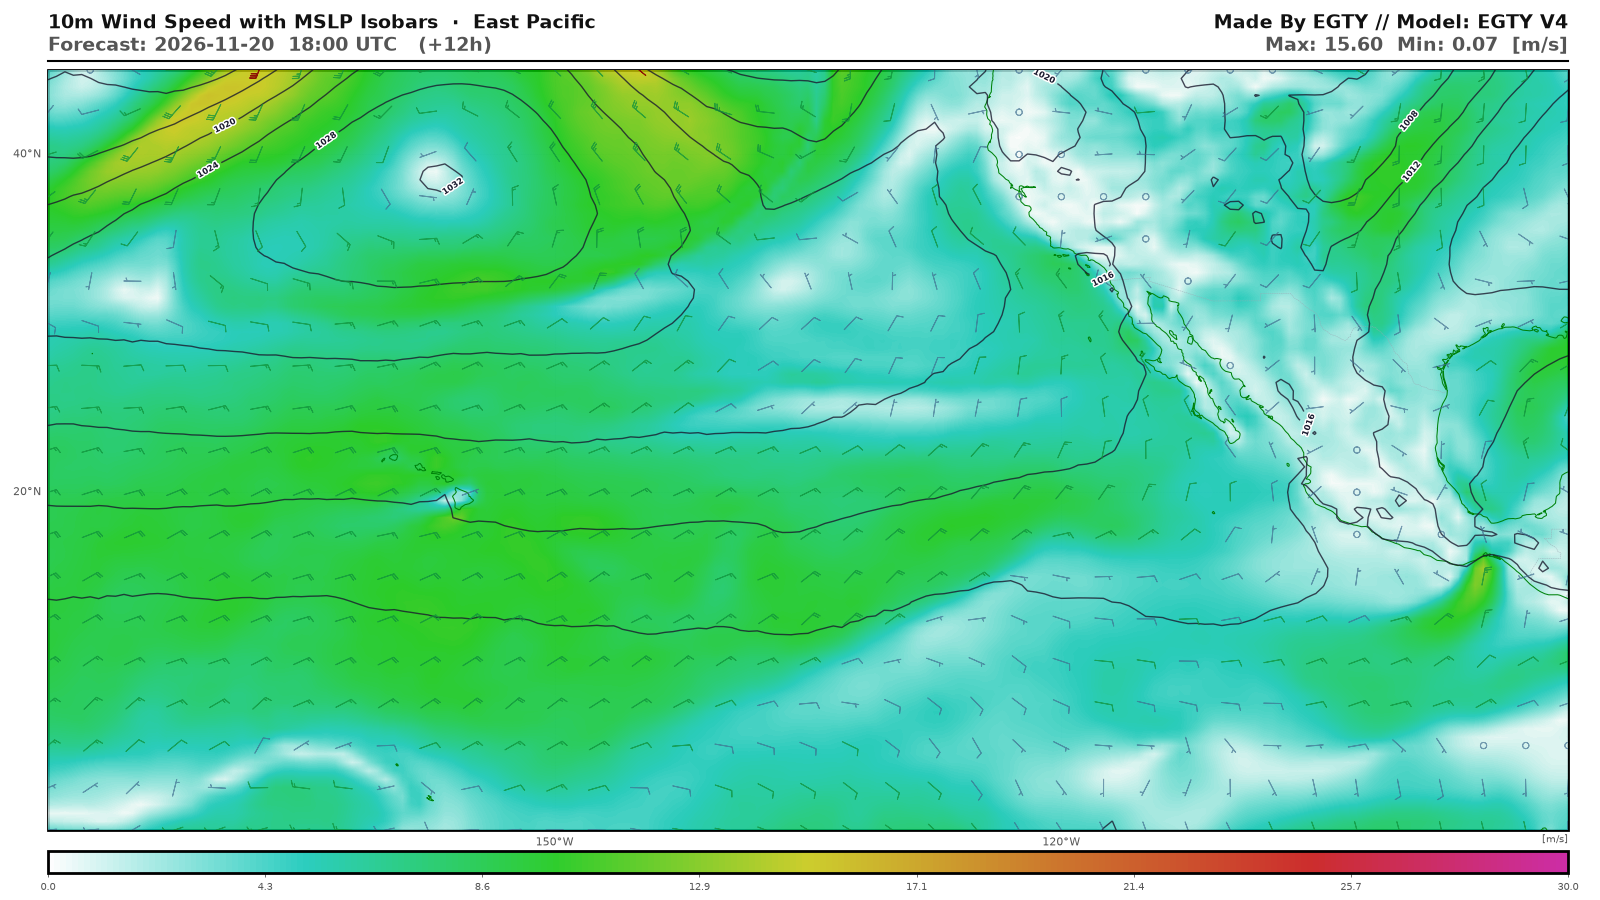 10m Wind Speed with MSLP Isobars · East Pacific
Made By EGTY // Model: EGTY V4
Forecast: 2026-11-20 18:00 UTC (+12h)
Max: 15.60 Min: 0.07 [m/s]
1020
1020
1028
1008
40°N
1024
1032
1012
1016
1016
20°N
150°W
120°W
[m/s]
0.0
4.3
8.6
12.9
17.1
21.4
25.7
30.0